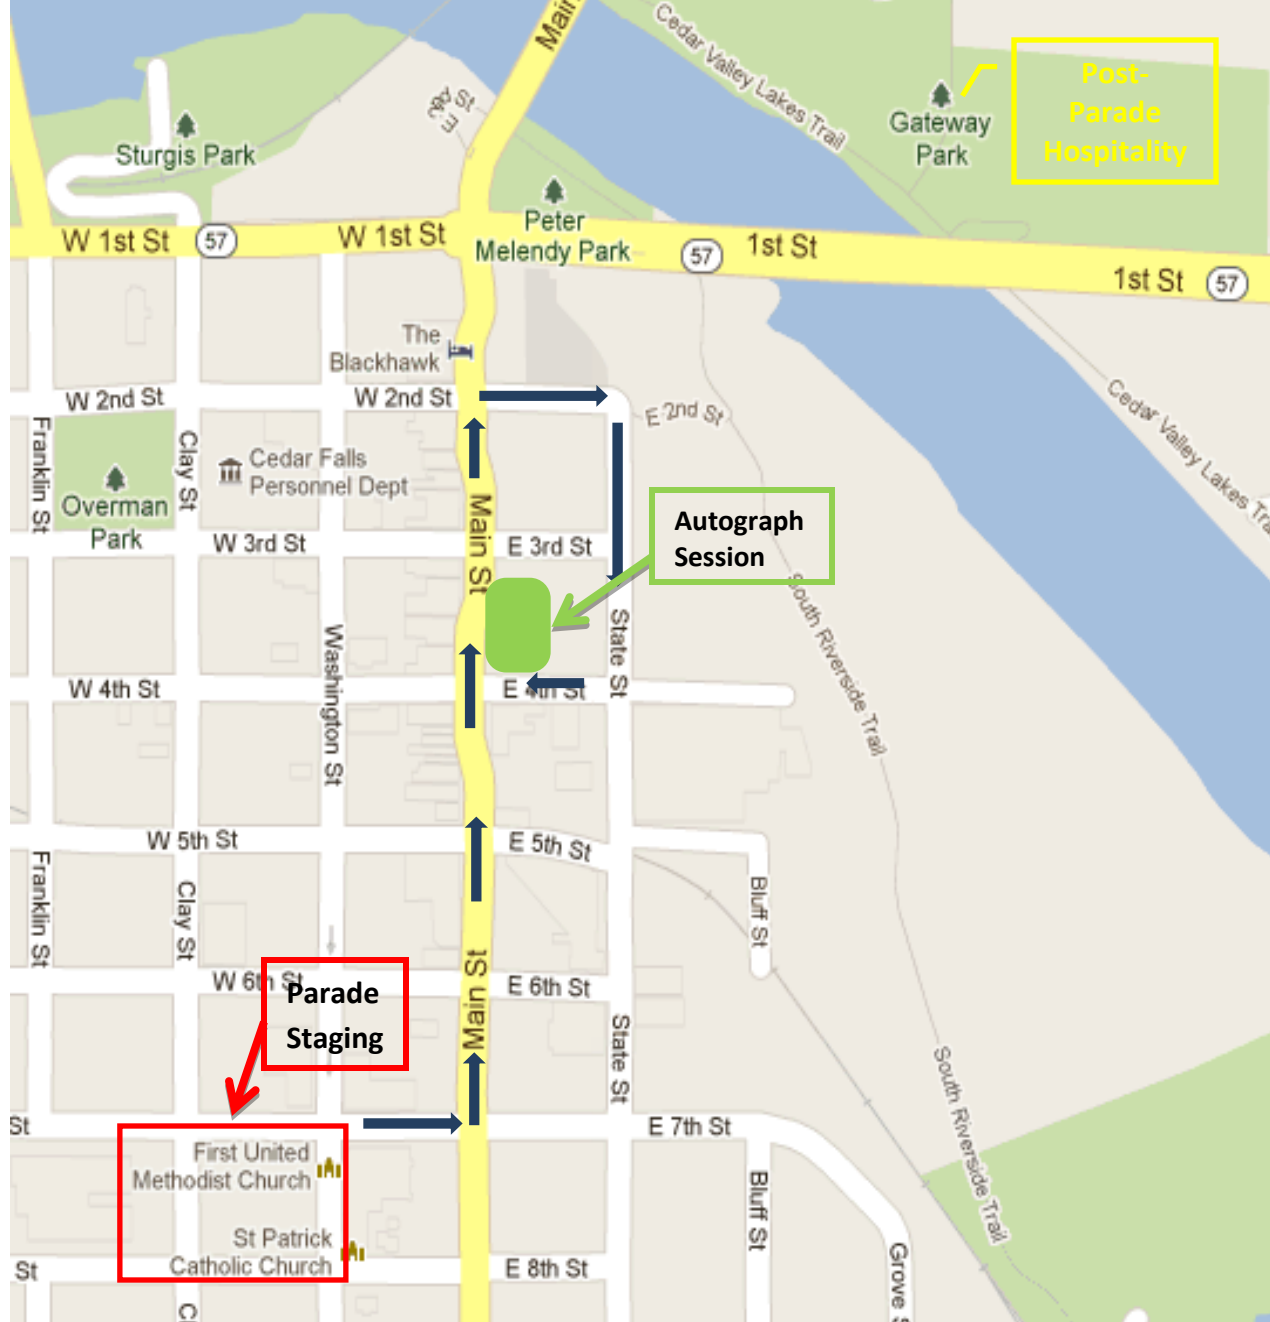 Main
Cedar Valley Lakes Trail
Post-
Parade
Hospitality
Gateway
Park
Sturgis Park
Peter
Melendy Park
W 1st St
57
W 1st St
57
1st St
1st St
57
The
Blackhawk
W 2nd St
W 2nd St
E 2nd St
Cedar Valley Lakes Tra
Franklin St
Clay St
Cedar Falls
Personnel Dept
Overman
Park
Main St
W 3rd St
E 3rd St
Autograph
Session
South Riverside Trail
State St
Washington St
W 4th St
E 4th St
W 5th St
E 5th St
Franklin St
Clay St
Bluff St
Main St
W 6th St
E 6th St
Parade
Staging
State St
South Riverside Trail
St
E 7th St
First United
Methodist Church
Bluff St
St Patrick
Catholic Church
St
E 8th St
Grove S
C